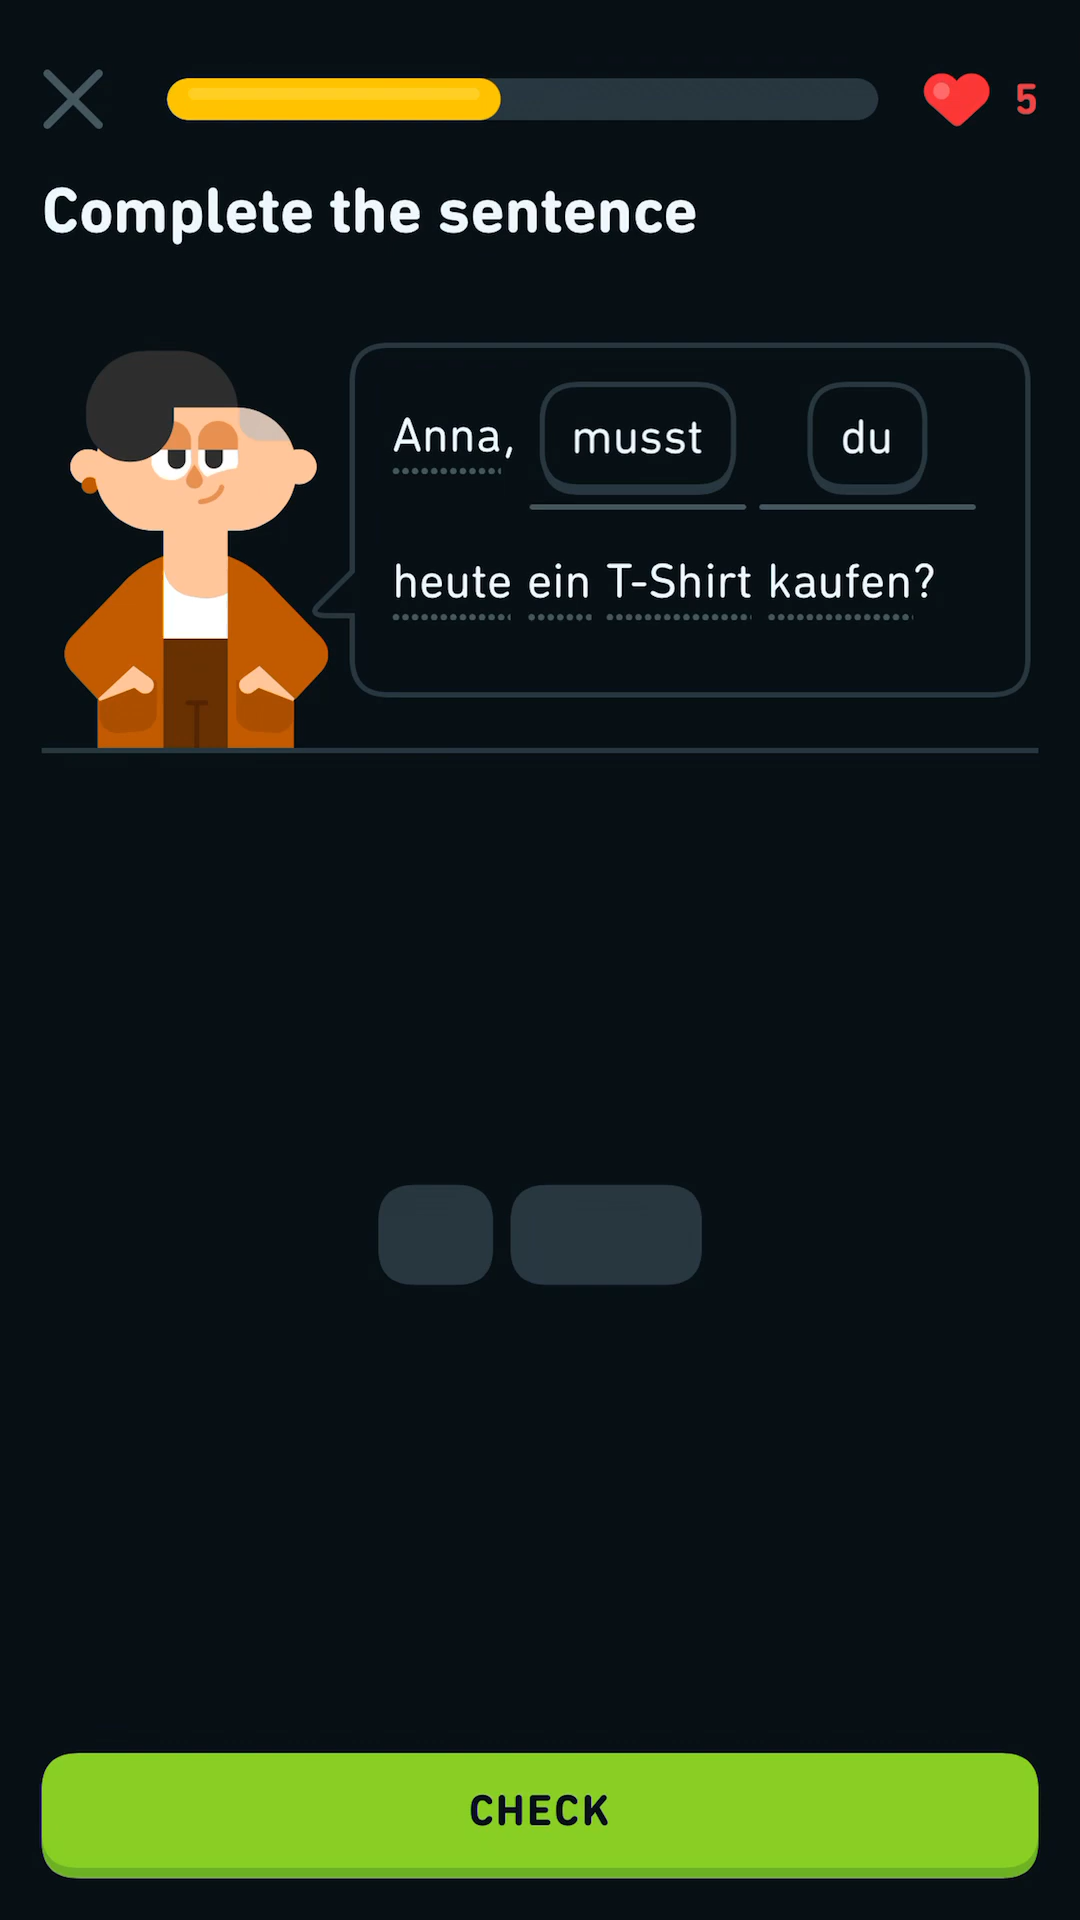 5
Complete the sentence
Anna, musst du
heute ein T-Shirt kaufen?
CHECK